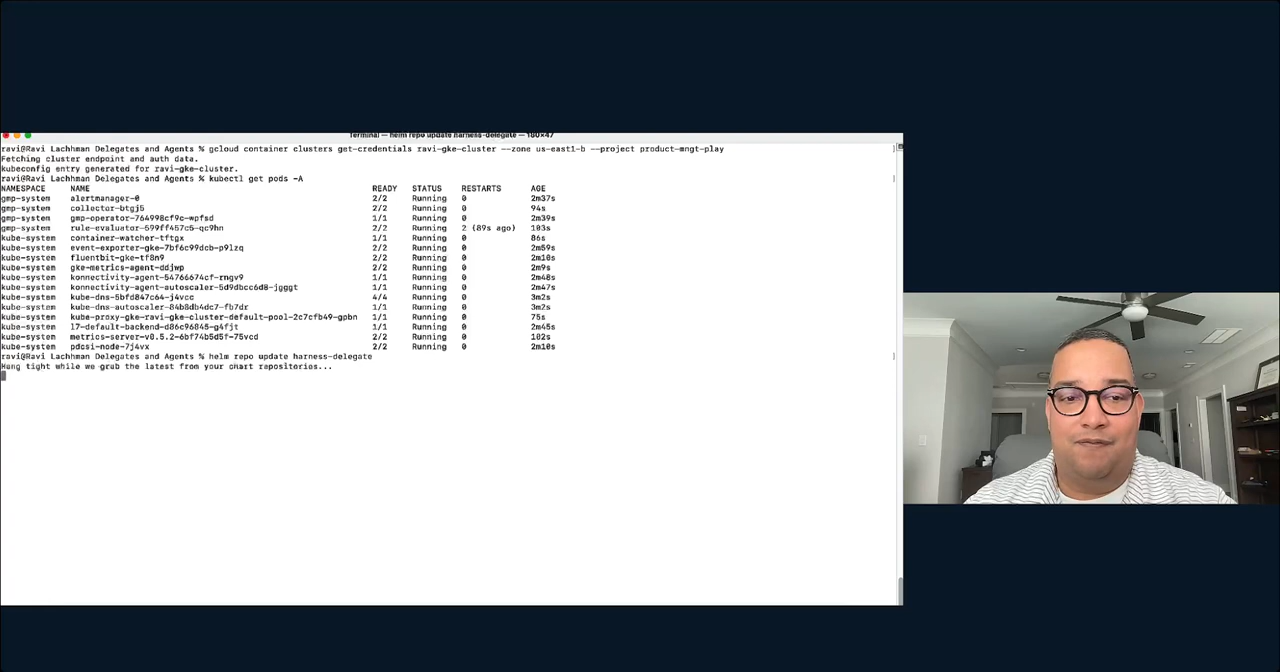 Terminal — helm repo update harness-delegate — 180×47
ravi@Ravi Lachhman Delegates and Agents % gcloud container clusters get-credentials ravi-gke-cluster --zone us-east1-b --project product-mngt-play
Fetching cluster endpoint and auth data.
kubeconfig entry generated for ravi-gke-cluster.
ravi@Ravi Lachhman Delegates and Agents % kubectl get pods -A
NAMESPACE NAME READY STATUS RESTARTS AGE
gmp-system alertmanager-0 2/2 Running 0 2m37s
gmp-system collector-btgj5 2/2 Running 0 94s
gmp-system gmp-operator-764998cf9c-wpfsd 1/1 Running 0 2m39s
gmp-system rule-evaluator-599ff457c5-qc9hn 2/2 Running 2 (89s ago) 103s
kube-system container-watcher-tftgx 1/1 Running 0 86s
kube-system event-exporter-gke-7bf6c99dcb-p9lzq 2/2 Running 0 2m59s
kube-system fluentbit-gke-tf8n9 2/2 Running 0 2m10s
kube-system gke-metrics-agent-ddjwp 2/2 Running 0 2m9s
kube-system konnectivity-agent-54766674cf-rngv9 1/1 Running 0 2m48s
kube-system konnectivity-agent-autoscaler-5d9dbcc6d8-jgggt 1/1 Running 0 2m47s
kube-system kube-dns-5bfd847c64-j4vcc 4/4 Running 0 3m2s
kube-system kube-dns-autoscaler-84b8db4dc7-fb7dr 1/1 Running 0 3m2s
kube-system kube-proxy-gke-ravi-gke-cluster-default-pool-2c7cfb49-gpbn 1/1 Running 0 75s
kube-system l7-default-backend-d86c96845-g4fjt 1/1 Running 0 2m45s
kube-system metrics-server-v0.5.2-6bf74b5d5f-75vcd 2/2 Running 0 102s
kube-system pdcsi-node-7j4vx 2/2 Running 0 2m10s
ravi@Ravi Lachhman Delegates and Agents % helm repo update harness-delegate
Hang tight while we grab the latest from your chart repositories...